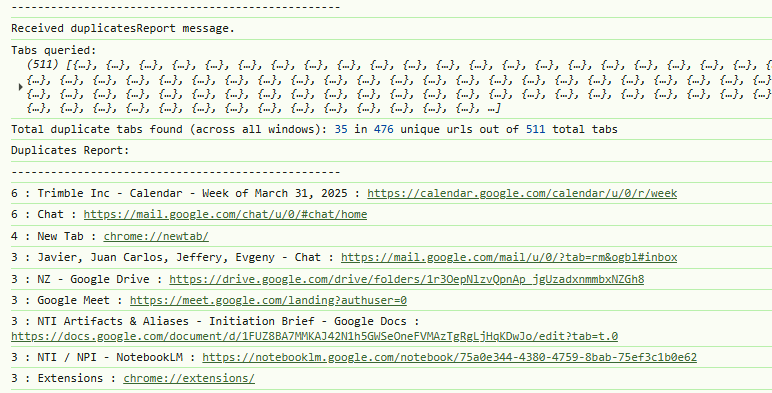 --------------------------------------------------
Received duplicatesReport message.
Tabs queried:
(511) [{…}, {…}, {…}, {…}, {…}, {…}, {…}, {…}, {…}, {…}, {…}, {…}, {…}, {…}, {…}, {…}, {…}, {…}, {…}, {…}, {…}, {
{…}, {…}, {…}, {…}, {…}, {…}, {…}, {…}, {…}, {…}, {…}, {…}, {…}, {…}, {…}, {…}, {…}, {…}, {…}, {…}, {…}, {…}, {…
{…}, {…}, {…}, {…}, {…}, {…}, {…}, {…}, {…}, {…}, {…}, {…}, {…}, {…}, {…}, {…}, {…}, {…}, {…}, {…}, {…}, {…}, {…
{…}, {…}, {…}, {…}, {…}, {…}, {…}, {…}, {…}, {…}, {…}, {…}, {…}, {…}, …]
Total duplicate tabs found (across all windows): 35 in 476 unique urls out of 511 total tabs
Duplicates Report:
--------------------------------------------------
6 : Trimble Inc - Calendar - Week of March 31, 2025 : https://calendar.google.com/calendar/u/0/r/week
6 : Chat : https://mail.google.com/chat/u/0/#chat/home
4 : New Tab : chrome://newtab/
3 : Javier, Juan Carlos, Jeffery, Evgeny - Chat : https://mail.google.com/mail/u/0/?tab=rm&ogbl#inbox
3 : NZ - Google Drive : https://drive.google.com/drive/folders/1r3OepNlzvQpnAp_jgUzadxnmmbxNZGh8
3 : Google Meet : https://meet.google.com/landing?authuser=0
3 : NTI Artifacts & Aliases - Initiation Brief - Google Docs :
https://docs.google.com/document/d/1FUZ8BA7MMKAJ42N1h5GWSeOneFVMAzTgRgLjHqKDwJo/edit?tab=t.0
3 : NTI / NPI - NotebookLM : https://notebooklm.google.com/notebook/75a0e344-4380-4759-8bab-75ef3c1b0e62
3 : Extensions : chrome://extensions/